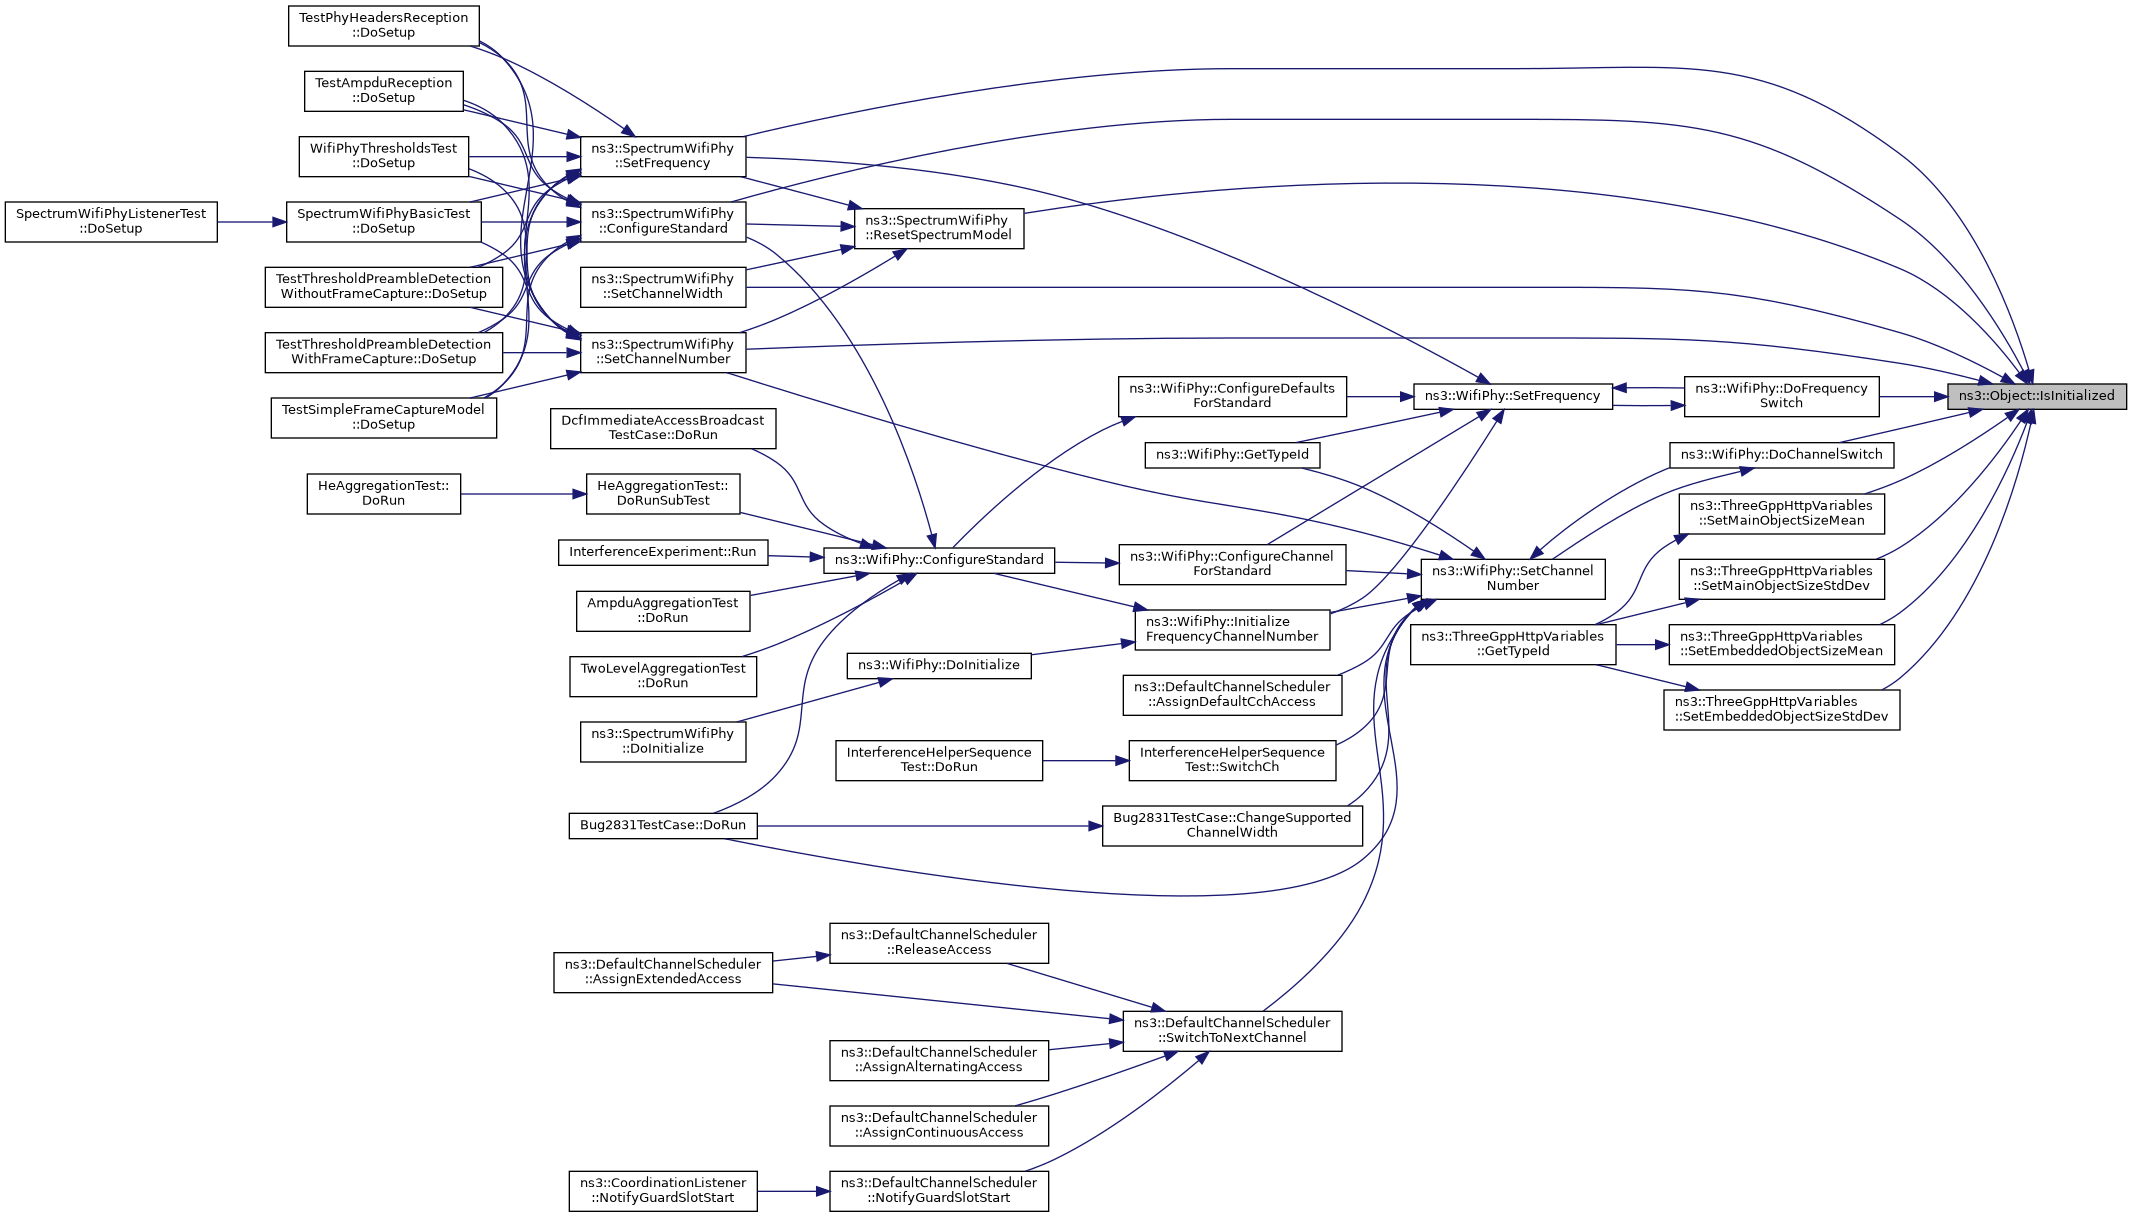 TestPhyHeadersReception
::DoSetup
TestAmpduReception
::DoSetup
WifiPhyThresholdsTest
::DoSetup
SpectrumWifiPhyListenerTest
::DoSetup
SpectrumWifiPhyBasicTest
::DoSetup
TestThresholdPreambleDetection
WithoutFrameCapture::DoSetup
TestThresholdPreambleDetection
WithFrameCapture::DoSetup
TestSimpleFrameCaptureModel
::DoSetup
HeAggregationTest::
DoRun
ns3::SpectrumWifiPhy
::SetFrequency
ns3::SpectrumWifiPhy
::ConfigureStandard
ns3::SpectrumWifiPhy
::SetChannelWidth
ns3::SpectrumWifiPhy
::SetChannelNumber
DcfImmediateAccessBroadcast
TestCase::DoRun
HeAggregationTest::
DoRunSubTest
InterferenceExperiment::Run
AmpduAggregationTest
::DoRun
TwoLevelAggregationTest
::DoRun
ns3::SpectrumWifiPhy
::DoInitialize
Bug2831TestCase::DoRun
ns3::DefaultChannelScheduler
::AssignExtendedAccess
ns3::CoordinationListener
::NotifyGuardSlotStart
ns3::SpectrumWifiPhy
::ResetSpectrumModel
ns3::WifiPhy::ConfigureStandard
ns3::WifiPhy::DoInitialize
InterferenceHelperSequence
Test::DoRun
ns3::DefaultChannelScheduler
::ReleaseAccess
ns3::DefaultChannelScheduler
::AssignAlternatingAccess
ns3::DefaultChannelScheduler
::AssignContinuousAccess
ns3::DefaultChannelScheduler
::NotifyGuardSlotStart
ns3::WifiPhy::ConfigureDefaults
ForStandard
ns3::WifiPhy::GetTypeId
ns3::WifiPhy::ConfigureChannel
ForStandard
ns3::WifiPhy::Initialize
FrequencyChannelNumber
ns3::DefaultChannelScheduler
::AssignDefaultCchAccess
InterferenceHelperSequence
Test::SwitchCh
Bug2831TestCase::ChangeSupported
ChannelWidth
ns3::DefaultChannelScheduler
::SwitchToNextChannel
ns3::WifiPhy::SetFrequency
ns3::WifiPhy::SetChannel
Number
ns3::ThreeGppHttpVariables
::GetTypeId
ns3::WifiPhy::DoFrequency
Switch
ns3::WifiPhy::DoChannelSwitch
ns3::ThreeGppHttpVariables
::SetMainObjectSizeMean
ns3::ThreeGppHttpVariables
::SetMainObjectSizeStdDev
ns3::ThreeGppHttpVariables
::SetEmbeddedObjectSizeMean
ns3::ThreeGppHttpVariables
::SetEmbeddedObjectSizeStdDev
ns3::Object::IsInitialized